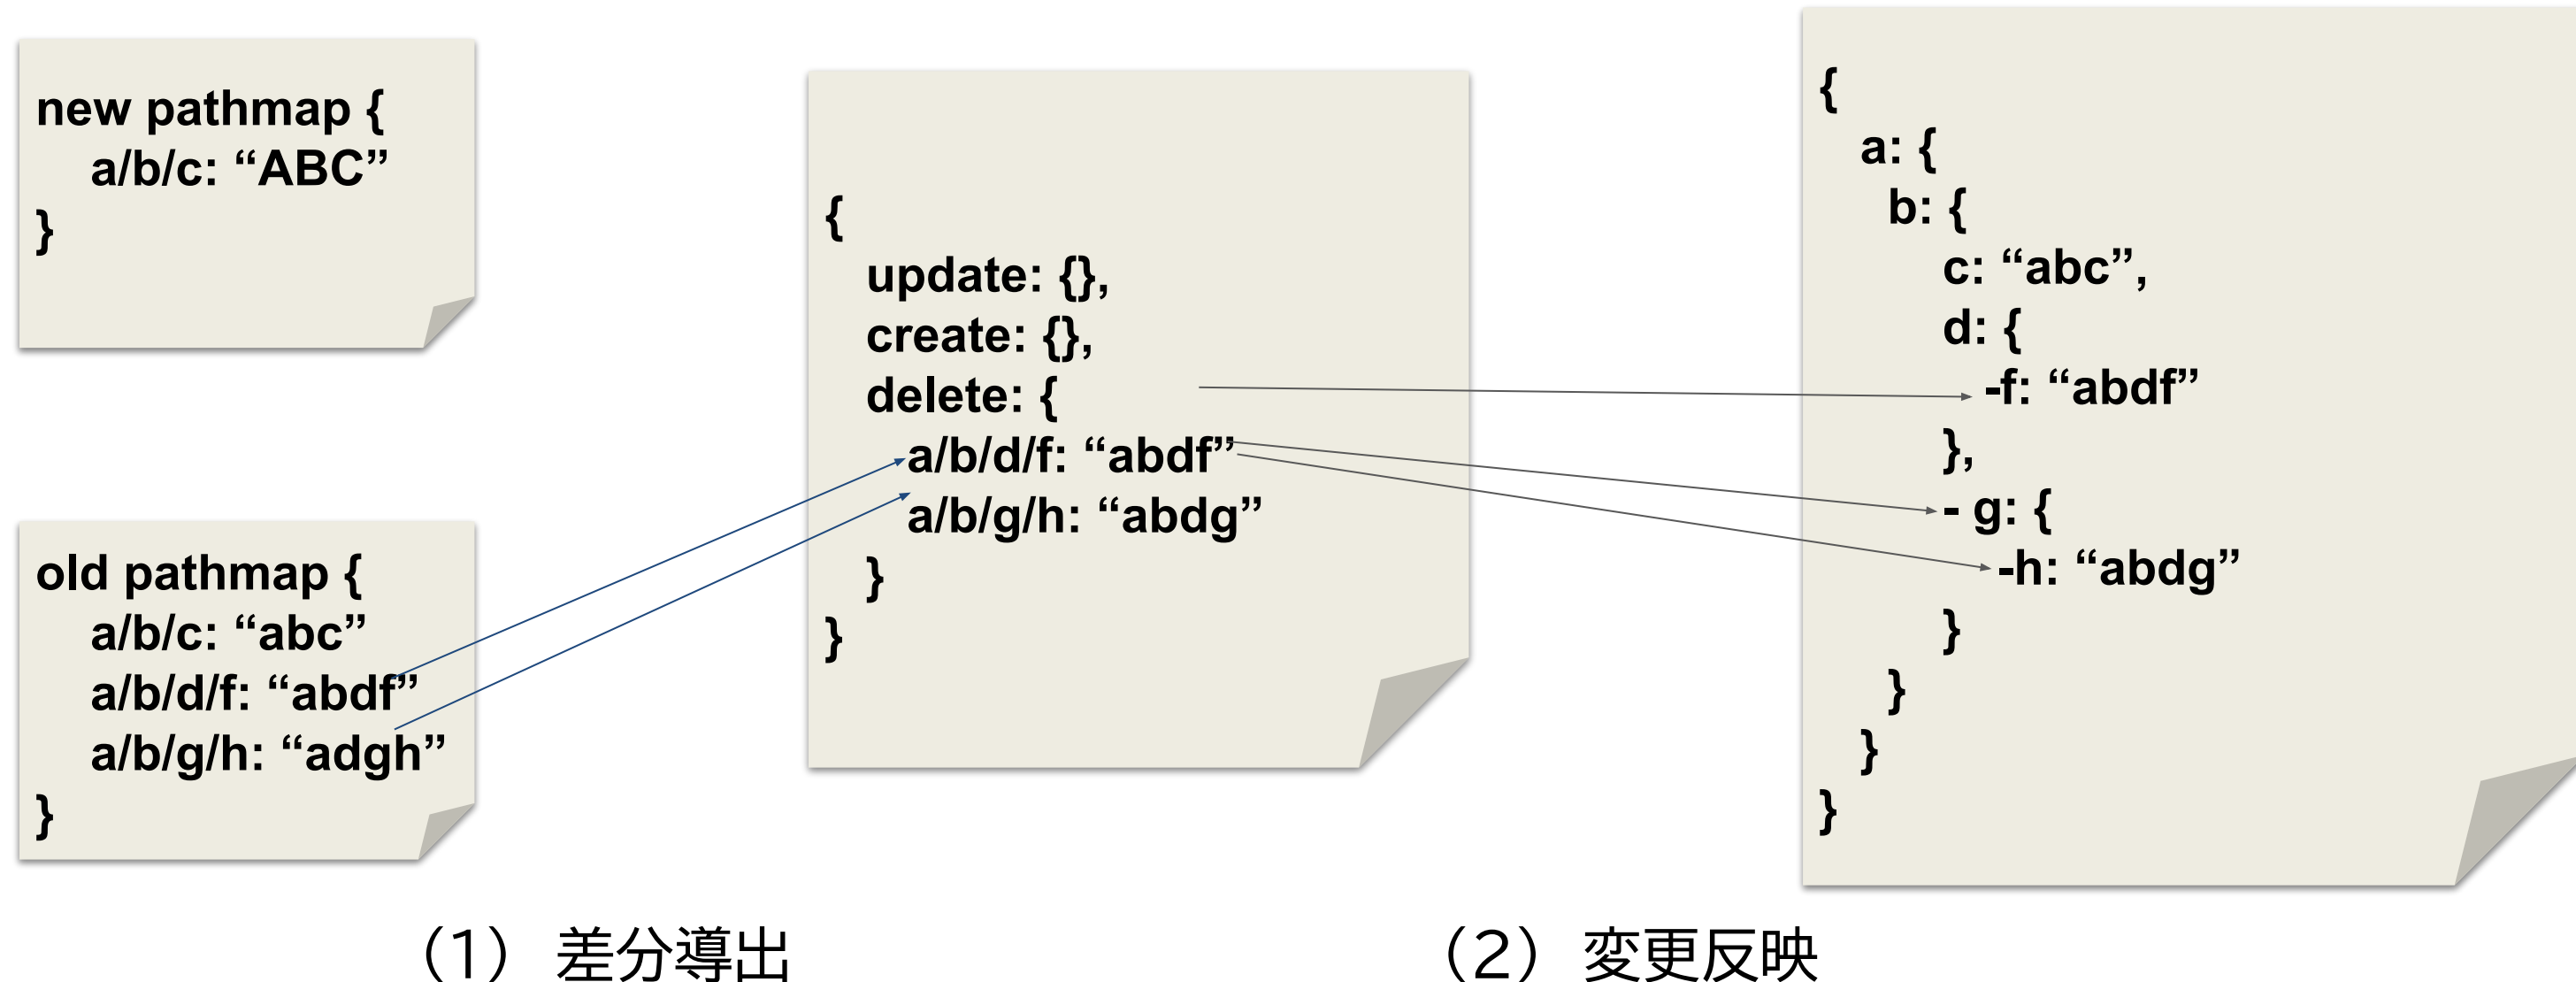 new pathmap {
a/b/c: “ABC”
}
old pathmap {
a/b/c: “abc”
a/b/d/f: “abdf”
a/b/g/h: “adgh”
}
{
update: {},
create: {},
delete: {
a/b/d/f: “abdf”
a/b/g/h: “abdg”
}
}
{
a: {
b: {
c: “abc”,
d: {
-f: “abdf”
},
- g: {
-h: “abdg”
}
}
}
}
（1） 差分導出
（2） 変更反映